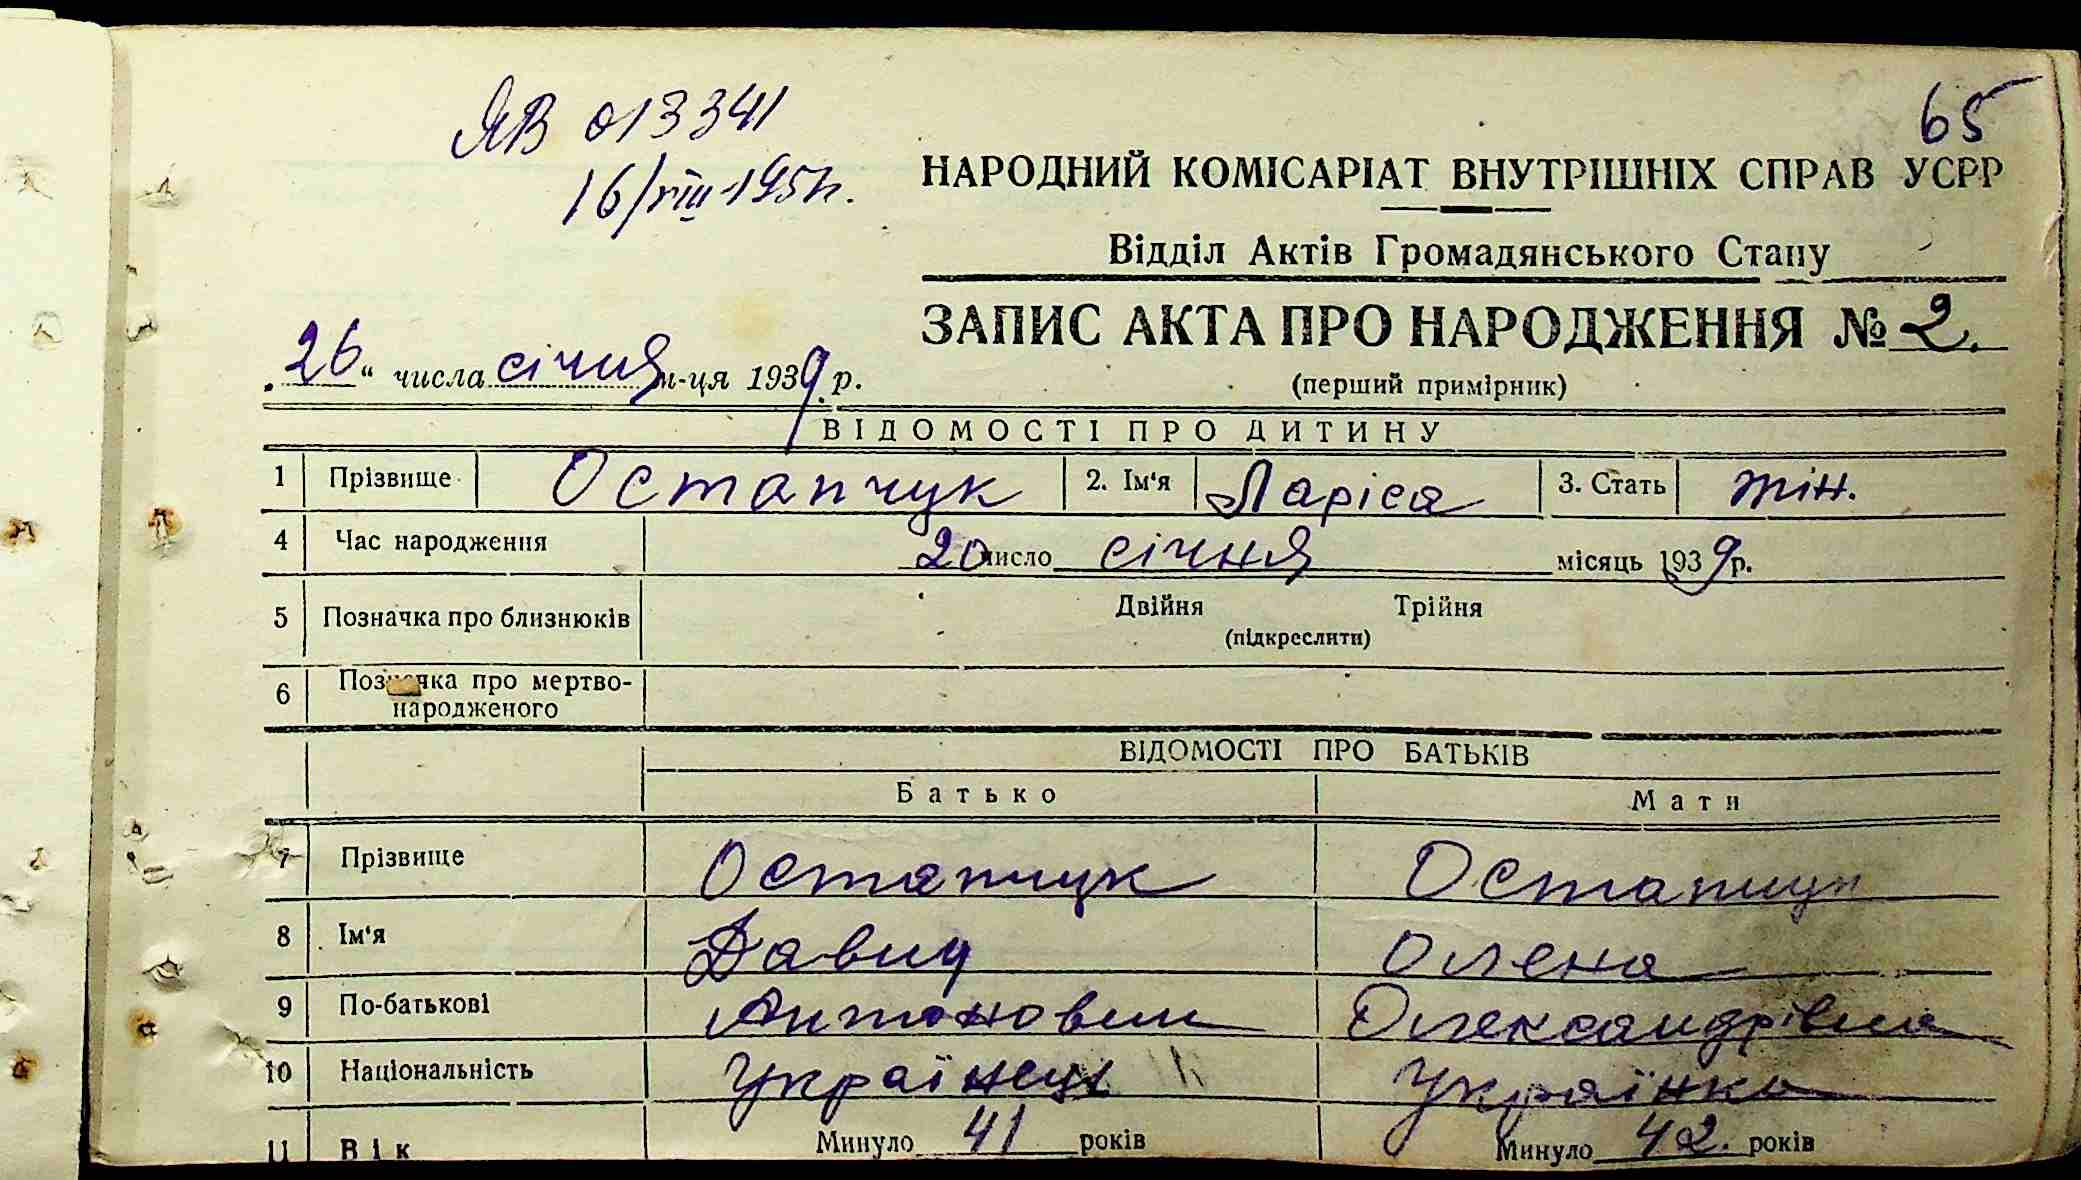 65
ЯВ 013341
16/VIII-195 г.
НАРОДНИЙ КОМІСАРІАТ ВНУТРІШНІХ СПРАВ УСРР
Відділ Актів Громадянського Стану
ЗАПИС АКТА ПРО НАРОДЖЕННЯ № 2.
(перший примірник)
„26“ числа січня м-ця 1939 р.
ВІДОМОСТІ ПРО ДИТИНУ
1 Прізвище Остапчук 2. Ім'я Ларіса 3. Стать жін.
4 Час народження 20 число січня місяць 1939 р.
5 Позначка про близнюків Двійня Трійня
(підкреслити)
6 Позначка про мертво-
народженого
ВІДОМОСТІ ПРО БАТЬКІВ
Батько Мати
7 Прізвище Остапчук Остапчук
8 Ім'я Давид Олена
9 По-батькові Антонович Олександрівна
10 Національність Українець Українка
11 Вік Минуло 41 років Минуло 42. років